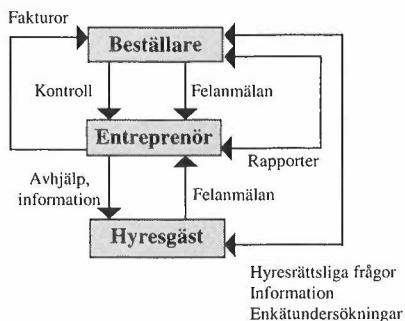 Fakturor
Beställare
Kontroll
Felanmälan
Entreprenör
Rapporter
Avhjälp,
information
Felanmälan
Hyresgäst
Hyresrättsliga frågor
Information
Enkätundersökningar